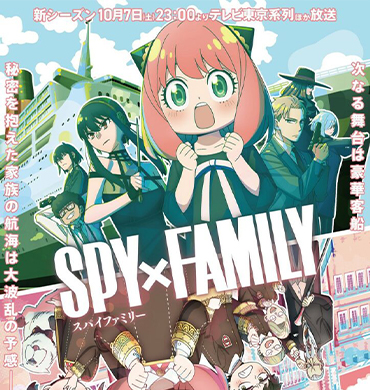 新シーズン 10月7日(土)23:00よりテレビ東京系列ほか放送
次なる舞台は豪華客船
秘密を抱えた家族の航海は大波乱の予感
SPY×FAMILY
スパイファミリー